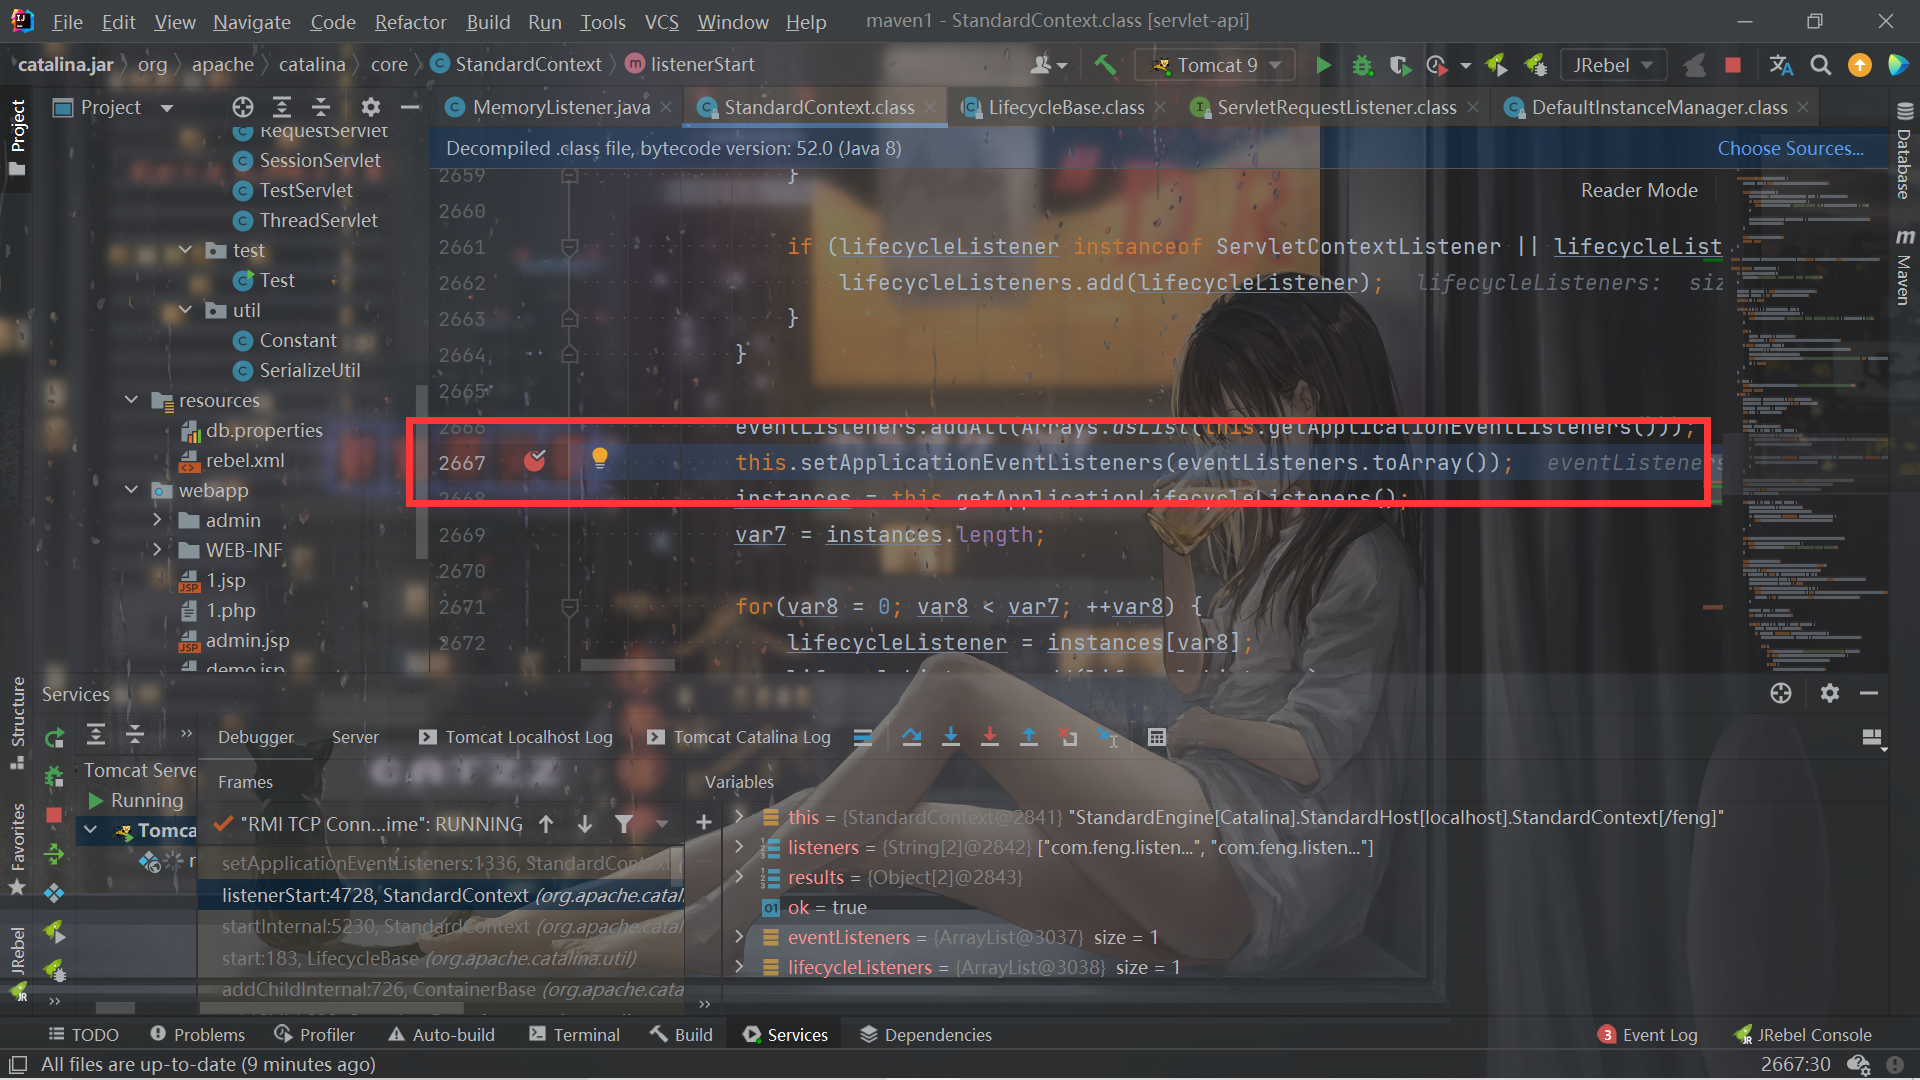 File Edit View Navigate Code Refactor Build Run Tools VCS Window Help maven1 - StandardContext.class [servlet-api]
catalina.jar org apache catalina core StandardContext listenerStart Tomcat 9 JRebel
Project MemoryListener.java StandardContext.class LifecycleBase.class ServletRequestListener.class DefaultInstanceManager.class
Project
Database
Maven
RequestServlet
SessionServlet
TestServlet
ThreadServlet
test
Test
util
Constant
SerializeUtil
resources
db.properties
rebel.xml
webapp
admin
WEB-INF
1.jsp
1.php
admin.jsp
demo.jsp
Decompiled .class file, bytecode version: 52.0 (Java 8) Choose Sources...
Reader Mode
2659 }
2660
2661 if (lifecycleListener instanceof ServletContextListener || lifecycleList
2662 lifecycleListeners.add(lifecycleListener); lifecycleListeners: siz
2663 }
2664 }
2665
2666 eventListeners.addAll(Arrays.asList(this.getApplicationEventListeners()));
2667 this.setApplicationEventListeners(eventListeners.toArray()); eventListeners
2668 instances = this.getApplicationLifecycleListeners();
2669 var7 = instances.length;
2670
2671 for(var8 = 0; var8 < var7; ++var8) {
2672 lifecycleListener = instances[var8];
Services
Structure
Favorites
JRebel
Debugger Server Tomcat Localhost Log Tomcat Catalina Log
Tomcat Serve
Running
Tomca
Frames
"RMI TCP Conn...ime": RUNNING
setApplicationEventListeners:1336, StandardContext (
listenerStart:4728, StandardContext (org.apache.catal
startInternal:5230, StandardContext (org.apache.catal
start:183, LifecycleBase (org.apache.catalina.util)
addChildInternal:726, ContainerBase (org.apache.cata
Variables
this = {StandardContext@2841} "StandardEngine[Catalina].StandardHost[localhost].StandardContext[/feng]"
listeners = {String[2]@2842} ["com.feng.listen...", "com.feng.listen..."]
results = {Object[2]@2843}
ok = true
eventListeners = {ArrayList@3037} size = 1
lifecycleListeners = {ArrayList@3038} size = 1
TODO Problems Profiler Auto-build Terminal Build Services Dependencies 3 Event Log JRebel Console
All files are up-to-date (9 minutes ago) 2667:30